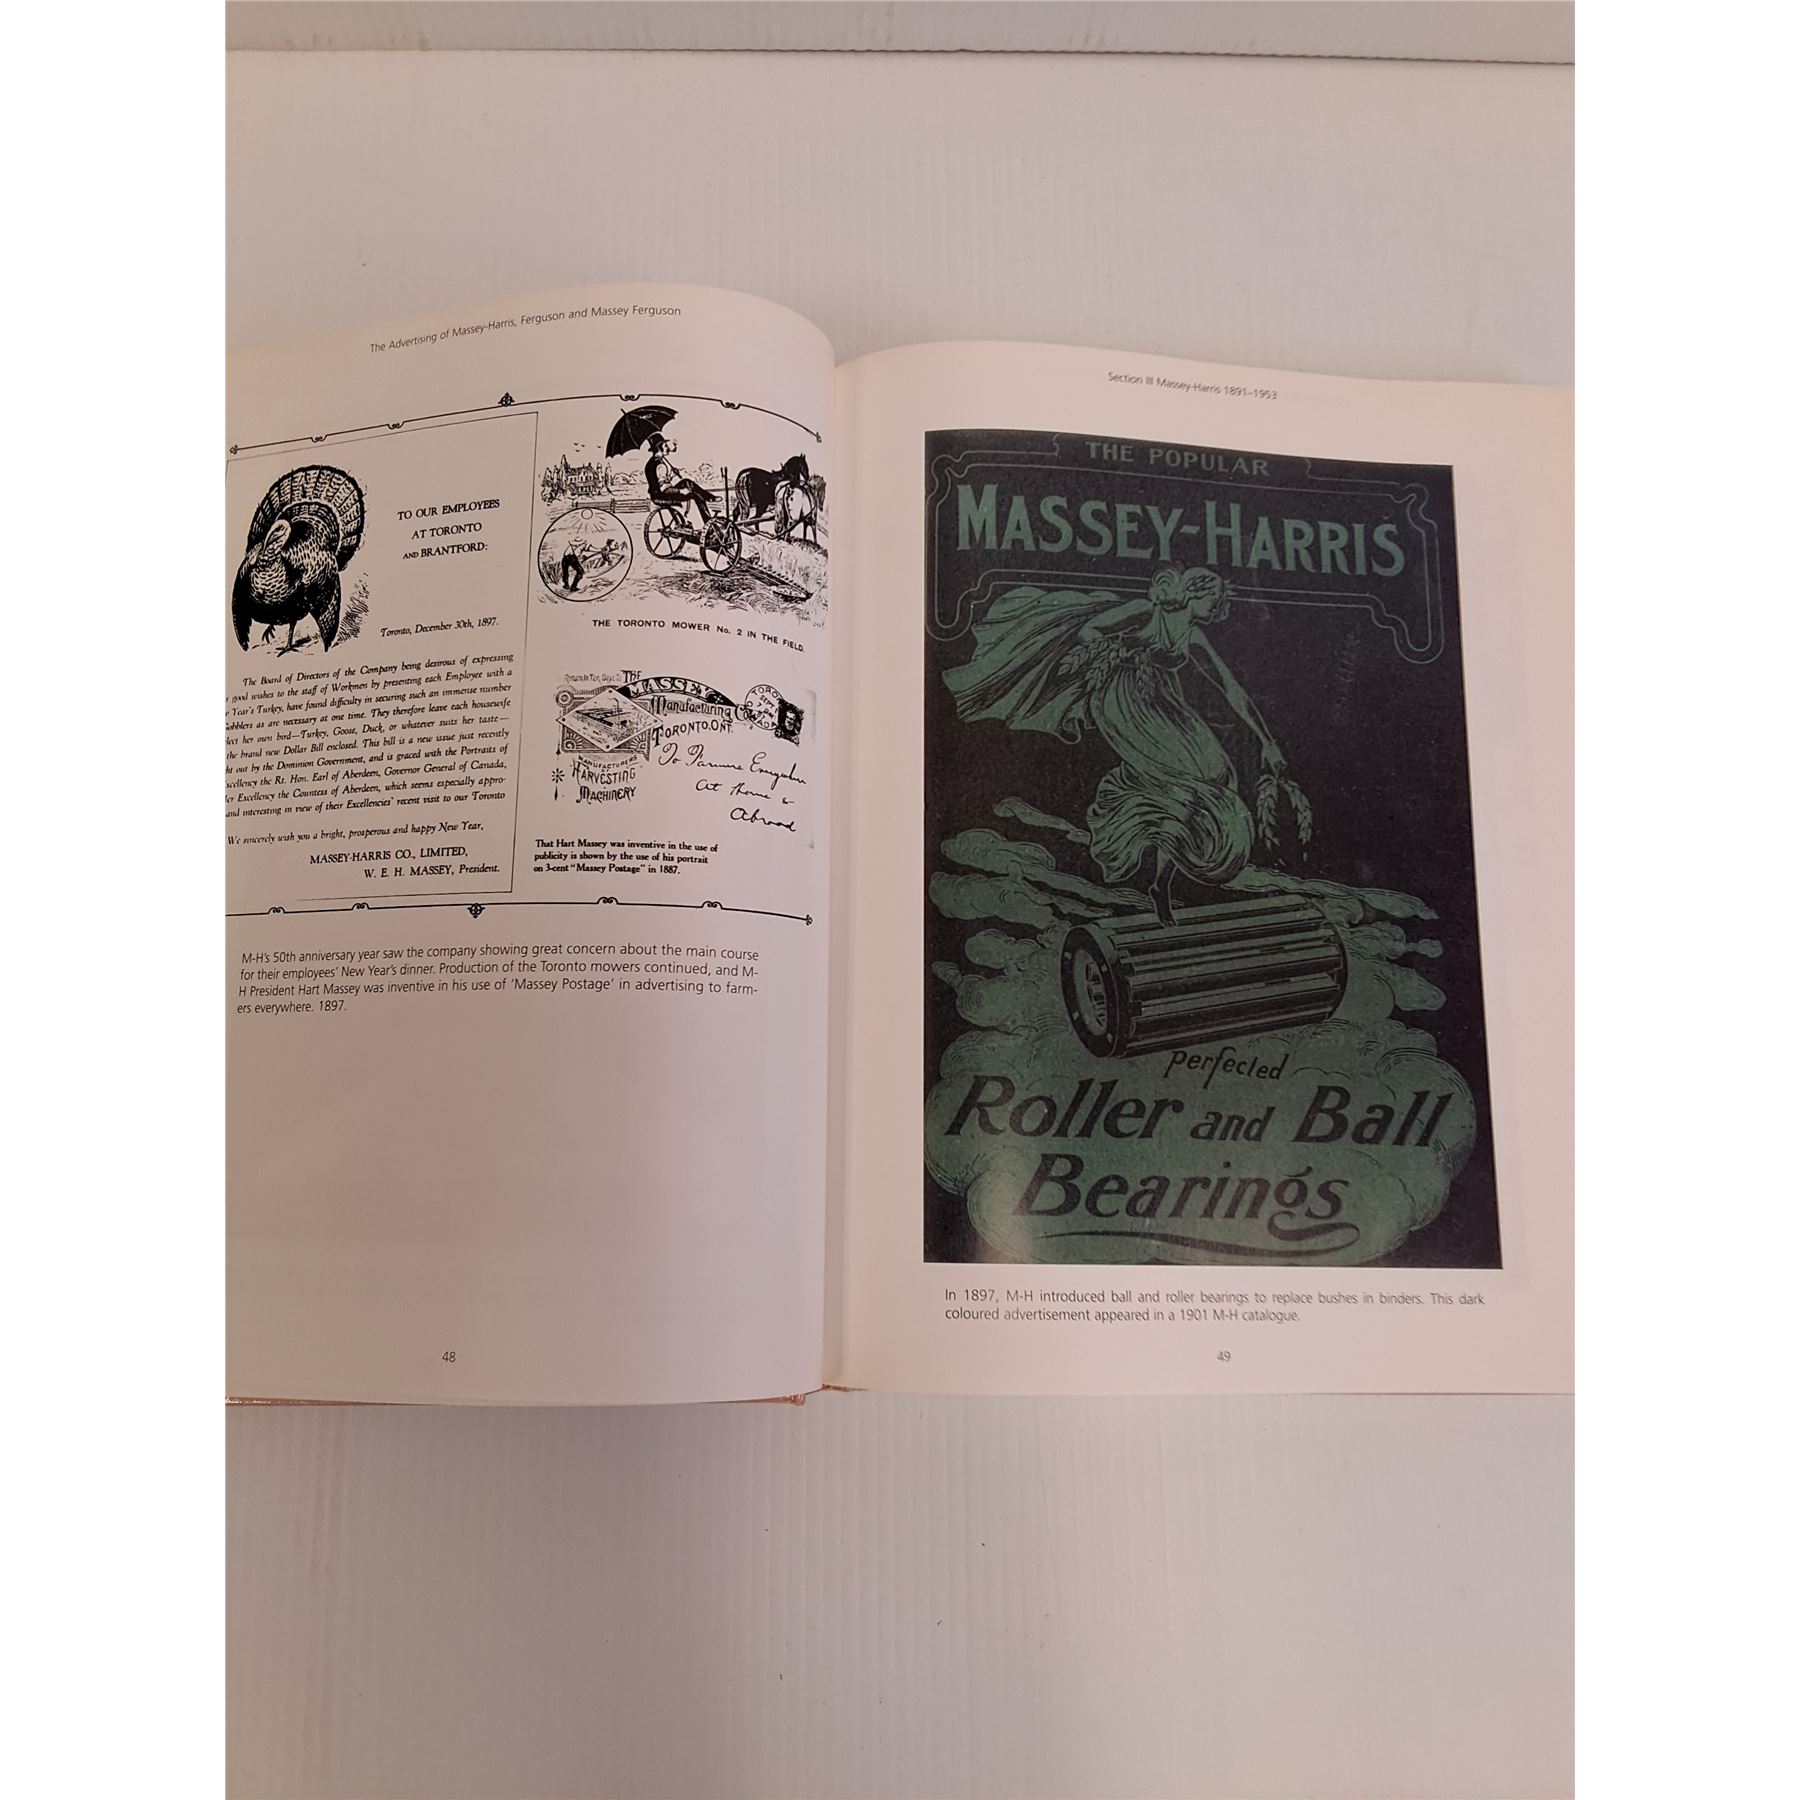 The Advertising of Massey-Harris, Ferguson and Massey Ferguson
TO OUR EMPLOYEES
AT TORONTO
AND BRANTFORD:
Toronto, December 30th, 1897.
The Board of Directors of the Company being desirous of expressing
good wishes to the staff of Workmen by presenting each Employee with a
Year's Turkey, have found difficulty in securing such an immense number
as are necessary at one time. They therefore leave each housewife
her own bird—Turkey, Goose, Duck, or whatever suits her taste—
the brand new Dollar Bill enclosed. This bill is a new issue just recently
out by the Dominion Government, and is graced with the Portraits of
the Rt. Hon. Earl of Aberdeen, Governor General of Canada,
Excellency the Countess of Aberdeen, which seems especially appro-
and interesting in view of their Excellencies' recent visit to our Toronto
We sincerely wish you a bright, prosperous and happy New Year,
MASSEY-HARRIS CO., LIMITED,
W. E. H. MASSEY, President.
THE TORONTO MOWER No. 2 IN THE FIELD.
Return in Ten Days to THE
MASSEY
Manufacturing Co
TORONTO, ONT.
MANUFACTURERS
HARVESTING
MACHINERY
To Farmers Everywhere
At Home &
Abroad
That Hart Massey was inventive in the use of
publicity is shown by the use of his portrait
on 3-cent "Massey Postage" in 1887.
M-H's 50th anniversary year saw the company showing great concern about the main course
for their employees' New Year's dinner. Production of the Toronto mowers continued, and M-
H President Hart Massey was inventive in his use of 'Massey Postage' in advertising to farm-
ers everywhere. 1897.
48
Section III Massey-Harris 1891–1953
THE POPULAR
MASSEY-HARRIS
perfected
Roller and Ball
Bearings
In 1897, M-H introduced ball and roller bearings to replace bushes in binders. This dark
coloured advertisement appeared in a 1901 M-H catalogue.
49